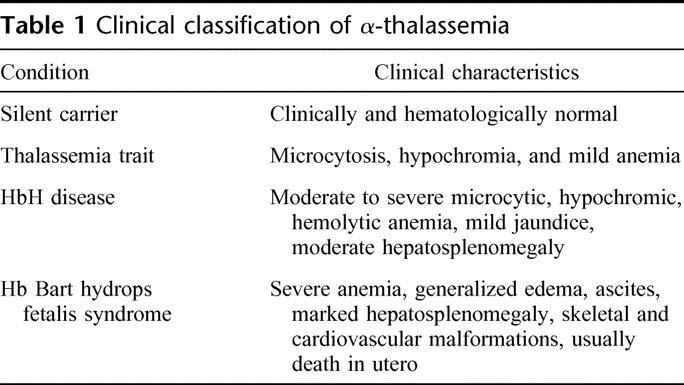 Table 1 Clinical classification of α-thalassemia
Condition Clinical characteristics
Silent carrier Clinically and hematologically normal
Thalassemia trait Microcytosis, hypochromia, and mild anemia
HbH disease Moderate to severe microcytic, hypochromic,
hemolytic anemia, mild jaundice,
moderate hepatosplenomegaly
Hb Bart hydrops Severe anemia, generalized edema, ascites,
fetalis syndrome marked hepatosplenomegaly, skeletal and
cardiovascular malformations, usually
death in utero